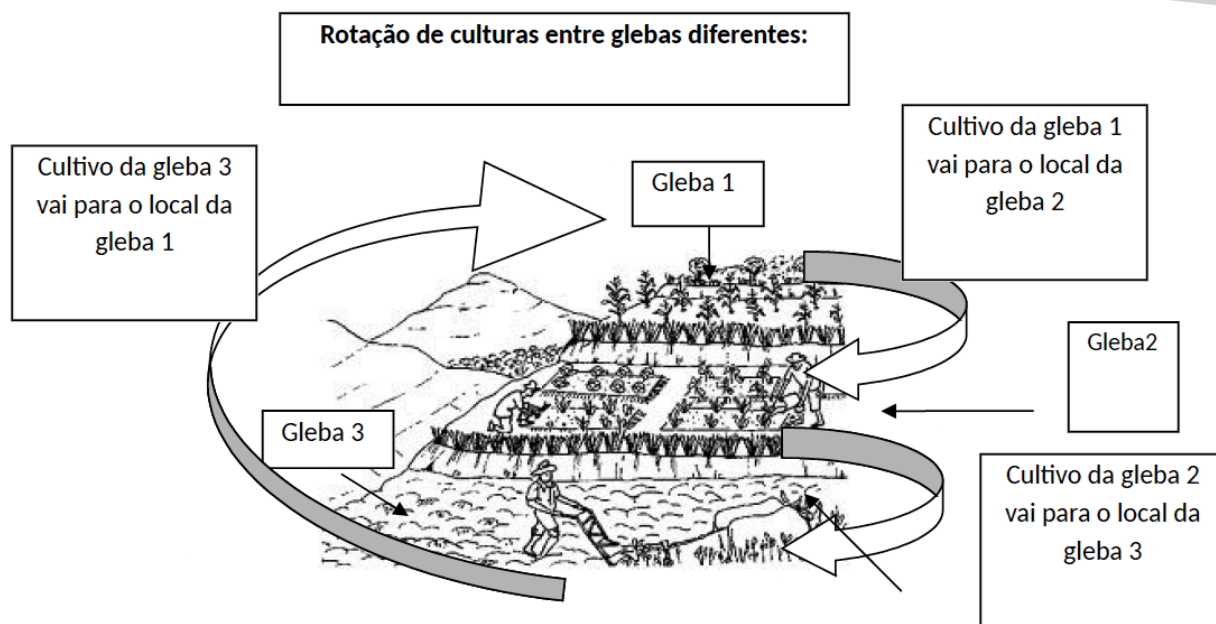 Rotação de culturas entre glebas diferentes:
Cultivo da gleba 3
vai para o local da
gleba 1
Gleba 1
Cultivo da gleba 1
vai para o local da
gleba 2
Gleba2
Gleba 3
Cultivo da gleba 2
vai para o local da
gleba 3